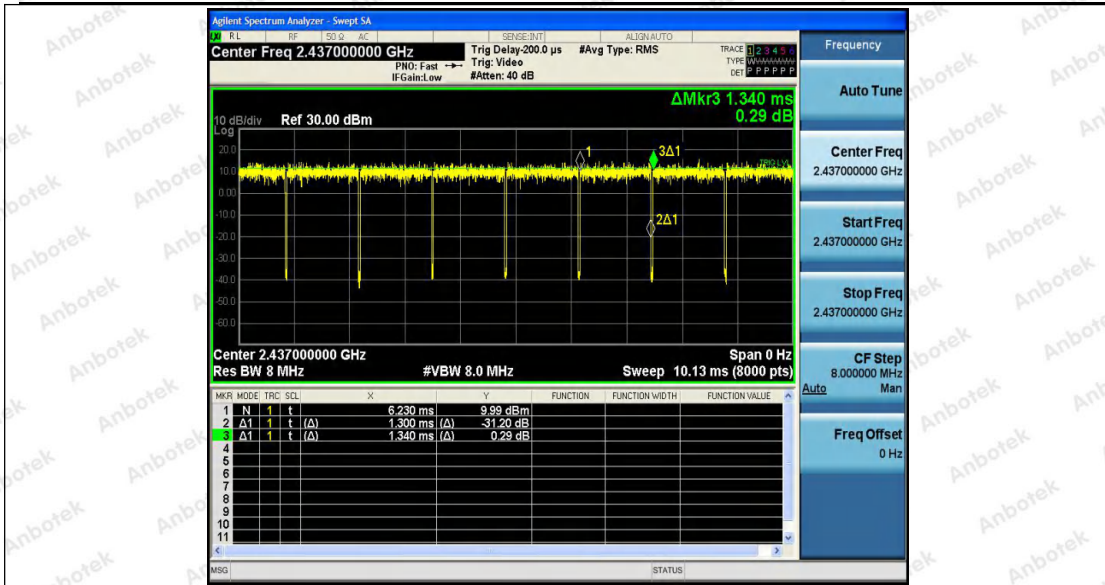 Agilent Spectrum Analyzer - Swept SA
LXI RL RF 50 Ω AC SENSE:INT ALIGN AUTO
Center Freq 2.437000000 GHz
PNO: Fast
IFGain:Low
Trig Delay-200.0 µs
Trig: Video
#Atten: 40 dB
#Avg Type: RMS
TRACE 1 2 3 4 5 6
TYPE W
DET P P P P P P
ΔMkr3 1.340 ms
0.29 dB
10 dB/div
Log
Ref 30.00 dBm
20.0
10.0
0.00
-10.0
-20.0
-30.0
-40.0
-50.0
-60.0
1
3Δ1
TRIG LVL
2Δ1
Center 2.437000000 GHz
Span 0 Hz
Res BW 8 MHz
#VBW 8.0 MHz
Sweep 10.13 ms (8000 pts)
MKR MODE TRC SCL X Y FUNCTION FUNCTION WIDTH FUNCTION VALUE
1 N 1 t 6.230 ms 9.99 dBm
2 Δ1 1 t (Δ) 1.300 ms (Δ) -31.20 dB
3 Δ1 1 t (Δ) 1.340 ms (Δ) 0.29 dB
4
5
6
7
8
9
10
11
MSG
STATUS
Frequency
Auto Tune
Center Freq
2.437000000 GHz
Start Freq
2.437000000 GHz
Stop Freq
2.437000000 GHz
CF Step
8.000000 MHz
Auto Man
Freq Offset
0 Hz
Anbotek